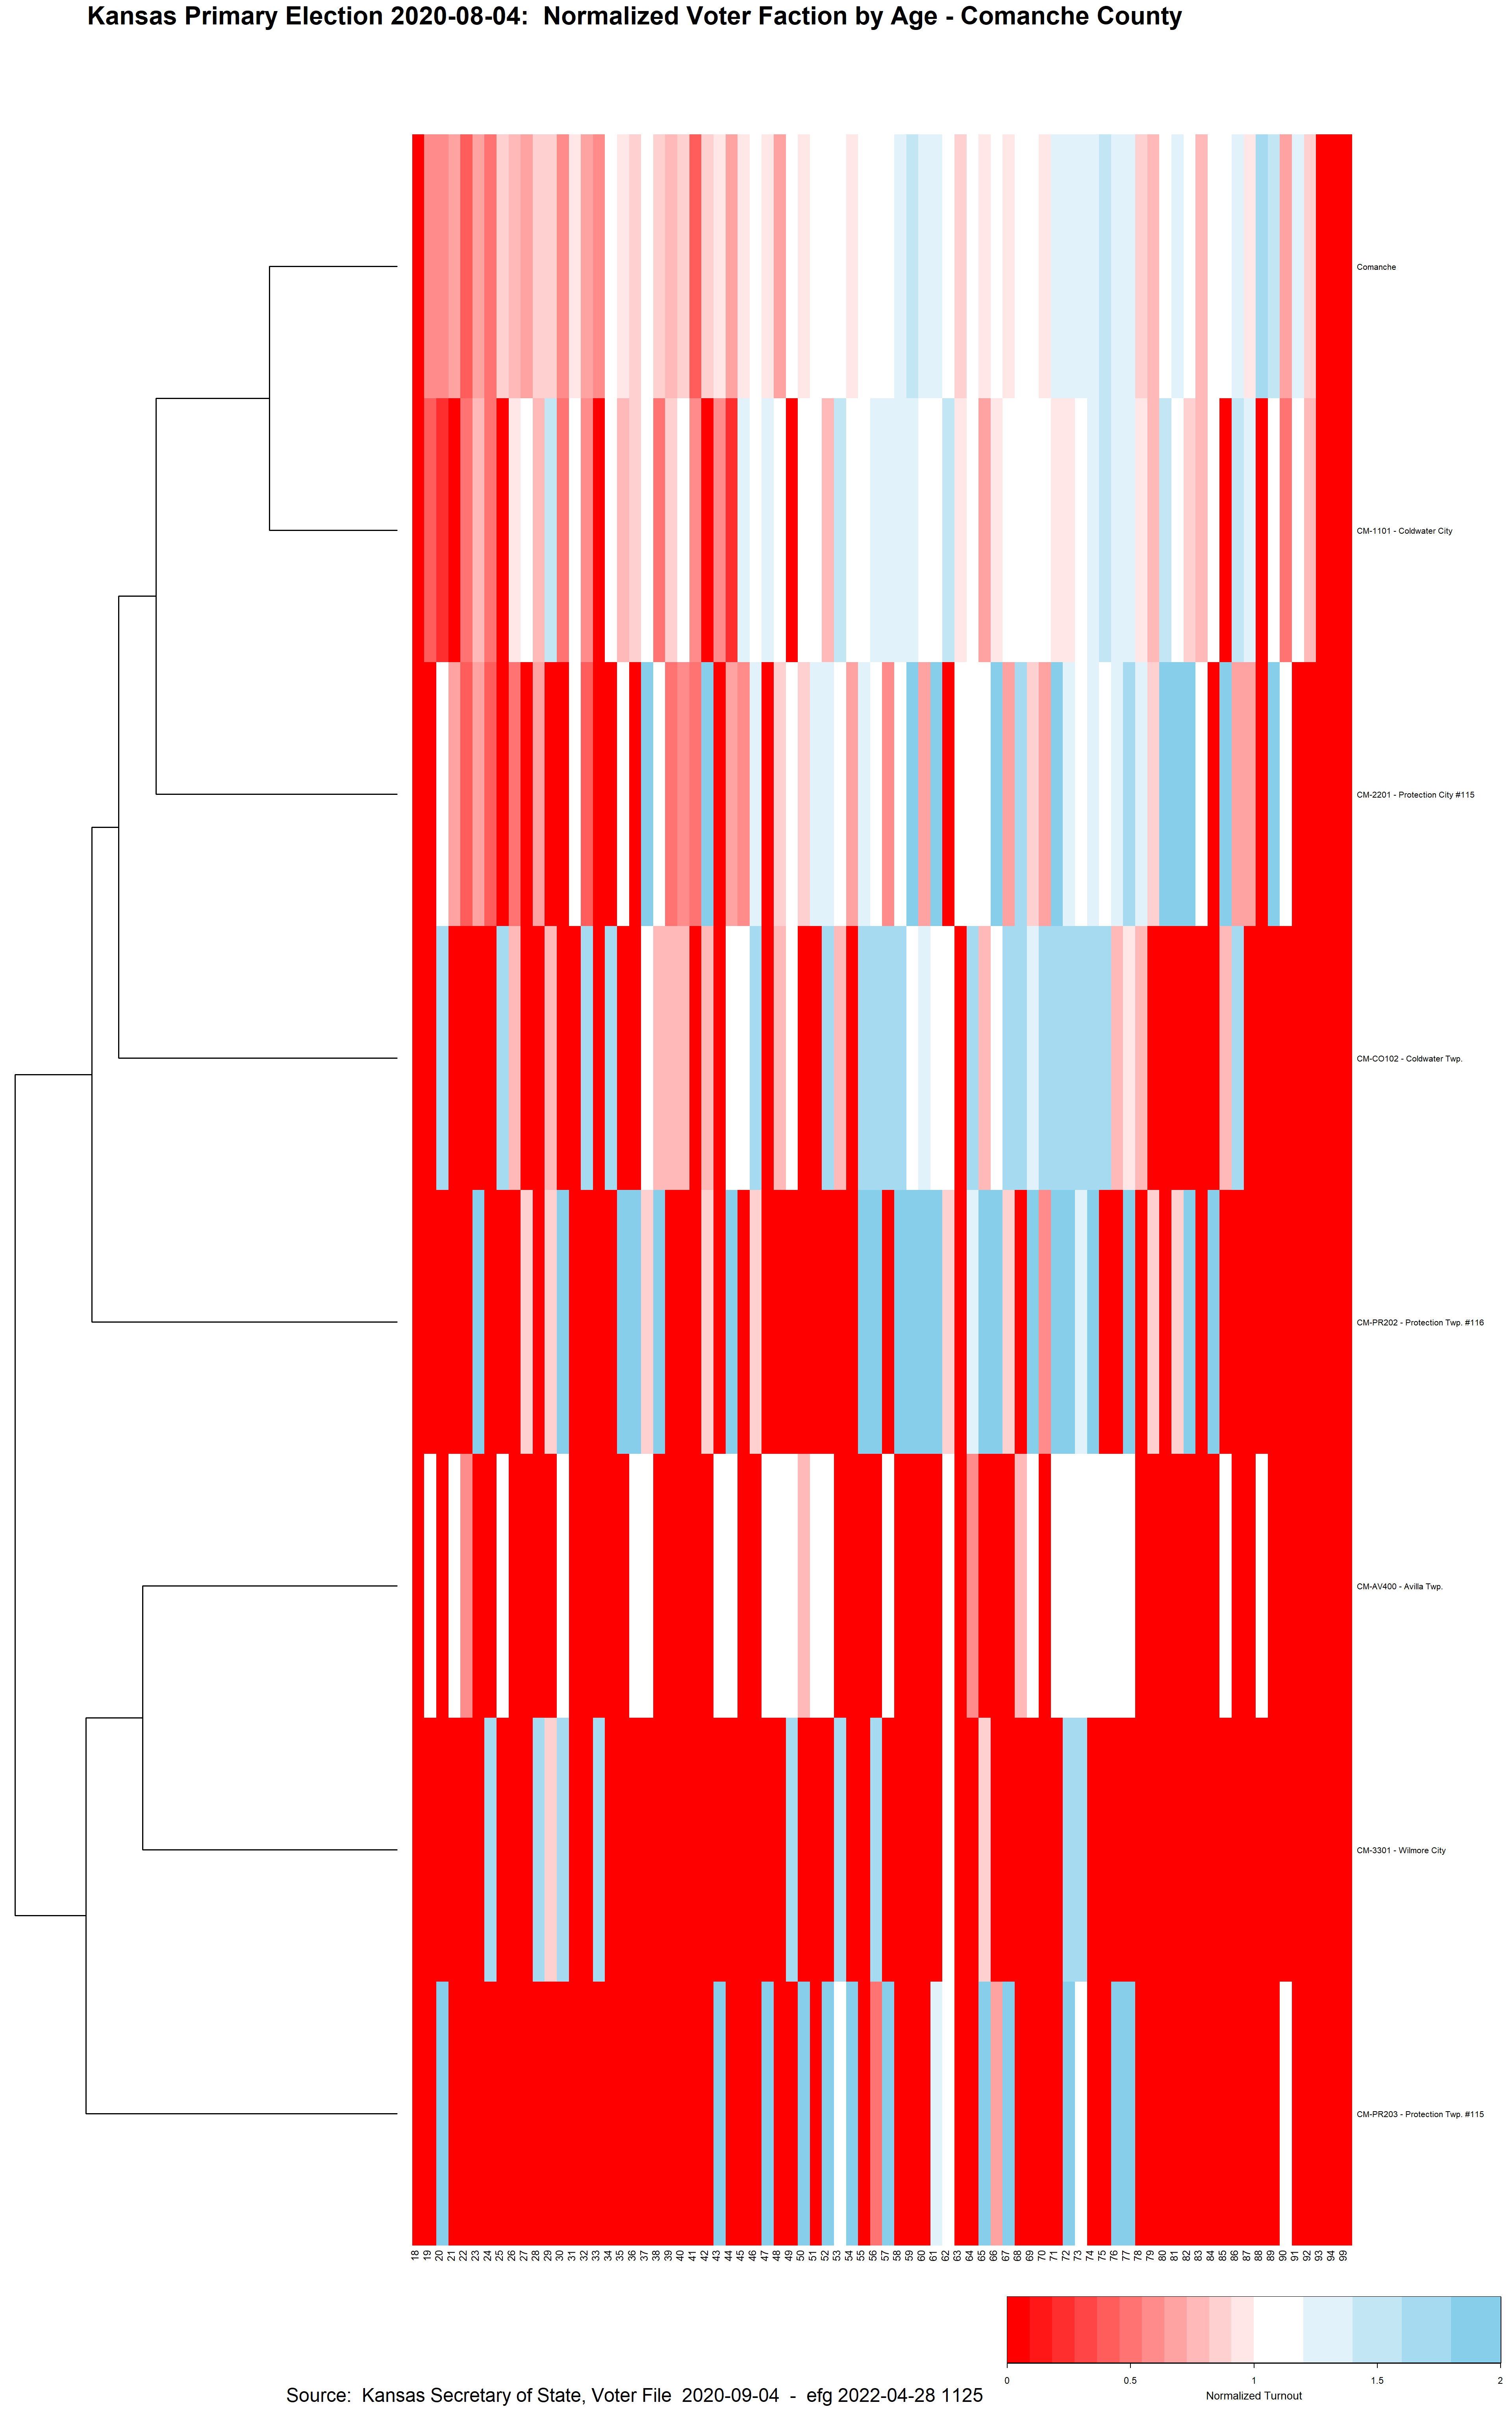 Kansas Primary Election 2020-08-04:  Normalized Voter Faction by Age - Comanche County
Comanche
CM-1101 - Coldwater City
CM-2201 - Protection City #115
CM-CO102 - Coldwater Twp.
CM-PR202 - Protection Twp. #116
CM-AV400 - Avilla Twp.
CM-3301 - Wilmore City
CM-PR203 - Protection Twp. #115
18 19 20 21 22 23 24 25 26 27 28 29 30 31 32 33 34 35 36 37 38 39 40 41 42 43 44 45 46 47 48 49 50 51 52 53 54 55 56 57 58 59 60 61 62 63 64 65 66 67 68 69 70 71 72 73 74 75 76 77 78 79 80 81 82 83 84 85 86 87 88 89 90 91 92 93 94 99
0 0.5 1 1.5 2
Normalized Turnout
Source:  Kansas Secretary of State, Voter File  2020-09-04  -  efg 2022-04-28 1125